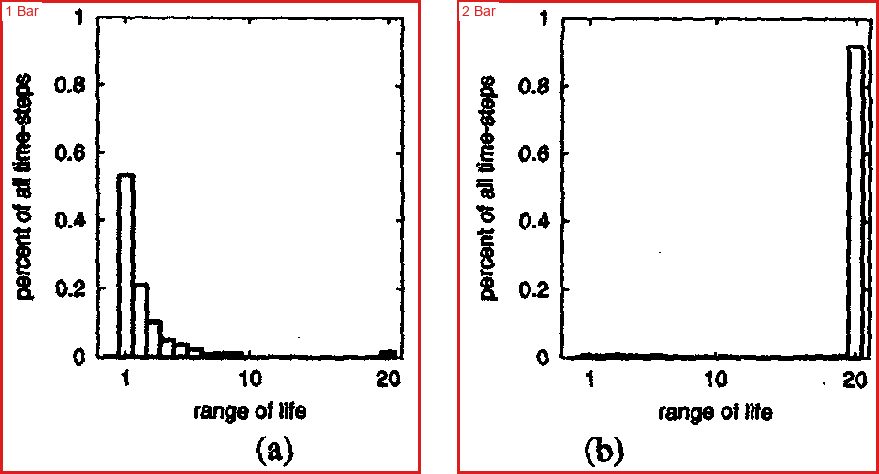 1 Bar
1
0.8
0.6
0.4
0.2
0
percent of all time-steps
1 10 20
range of life
(a)
2 Bar
1
0.8
0.6
0.4
0.2
0
percent of all time-steps
1 10 20
range of life
(b)